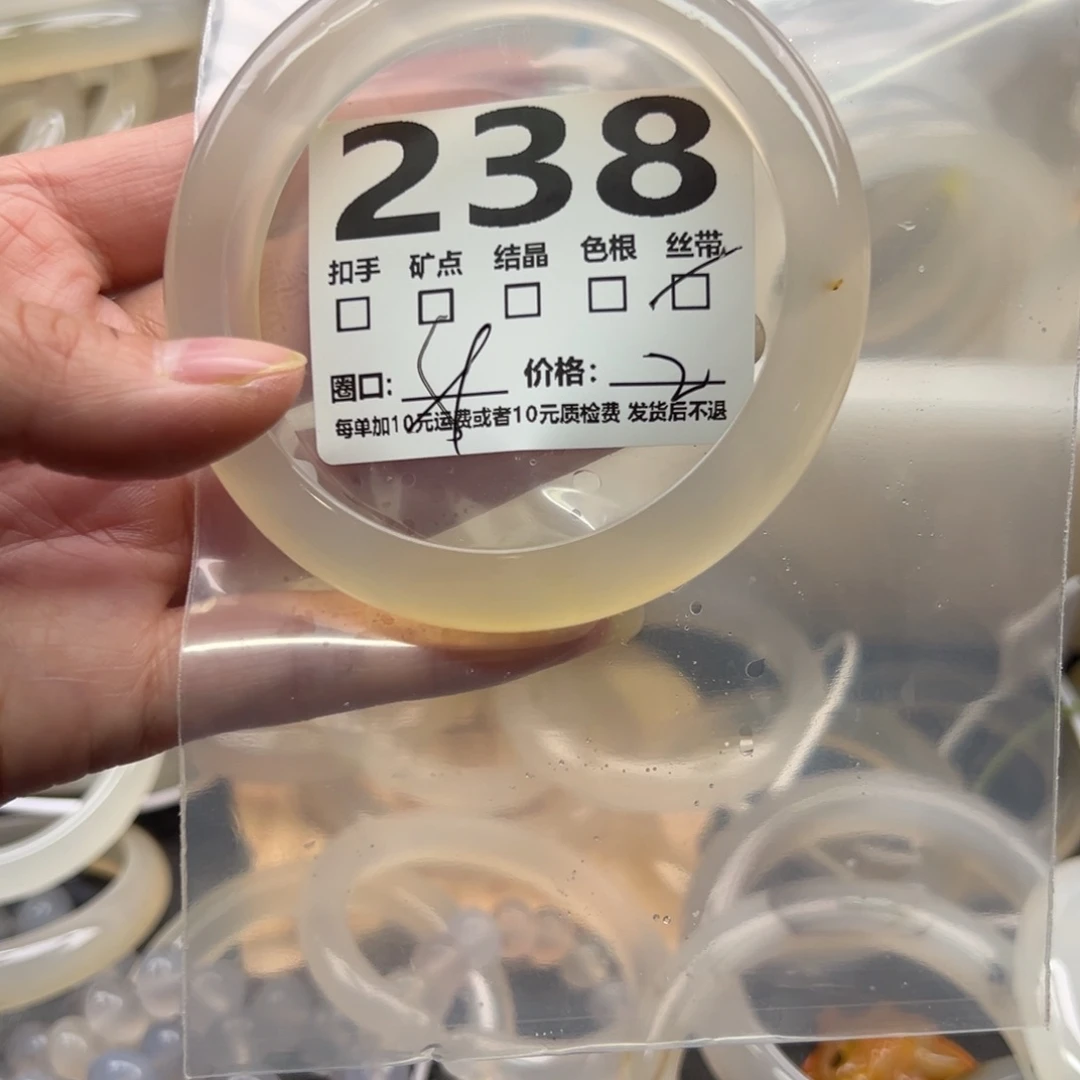 238
扣手 矿点 结晶 色根 丝带
圈口: 价格: 2
每单加10元运费或者10元质检费 发货后不退